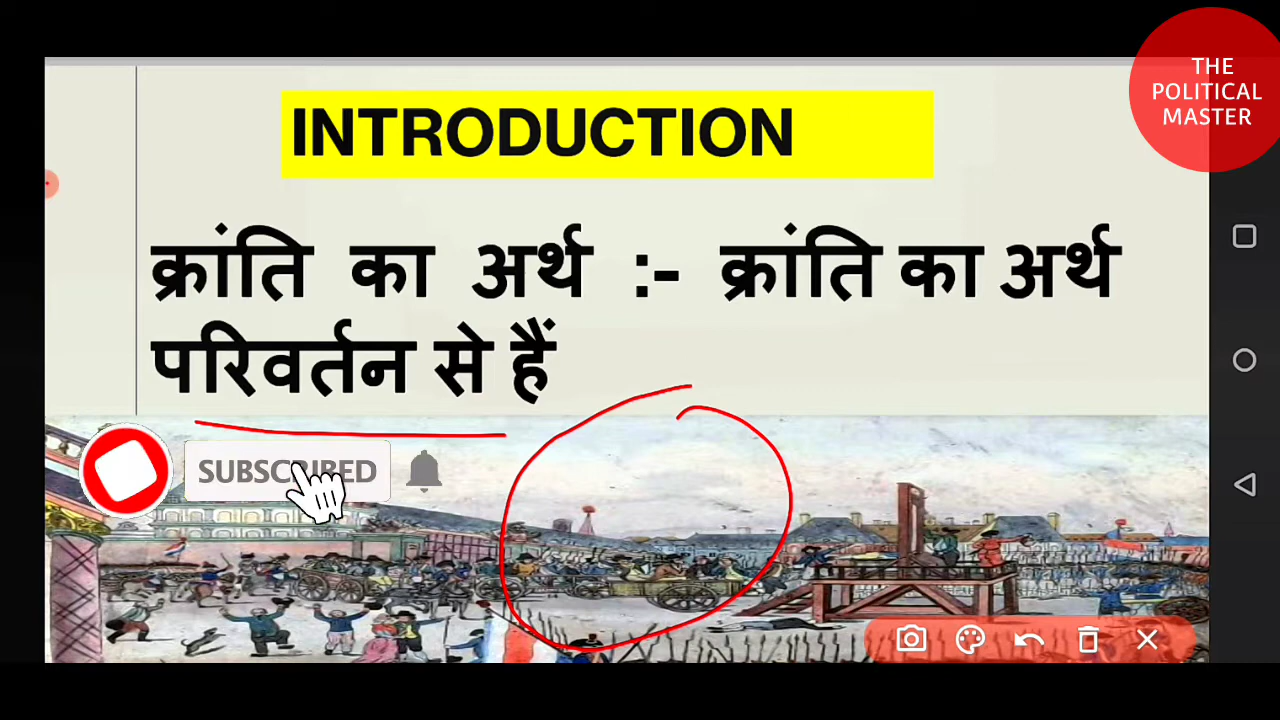 THE
POLITICAL
MASTER
INTRODUCTION
क्रांति का अर्थ :- क्रांति का अर्थ
परिवर्तन से हैं
SUBSCRIBED